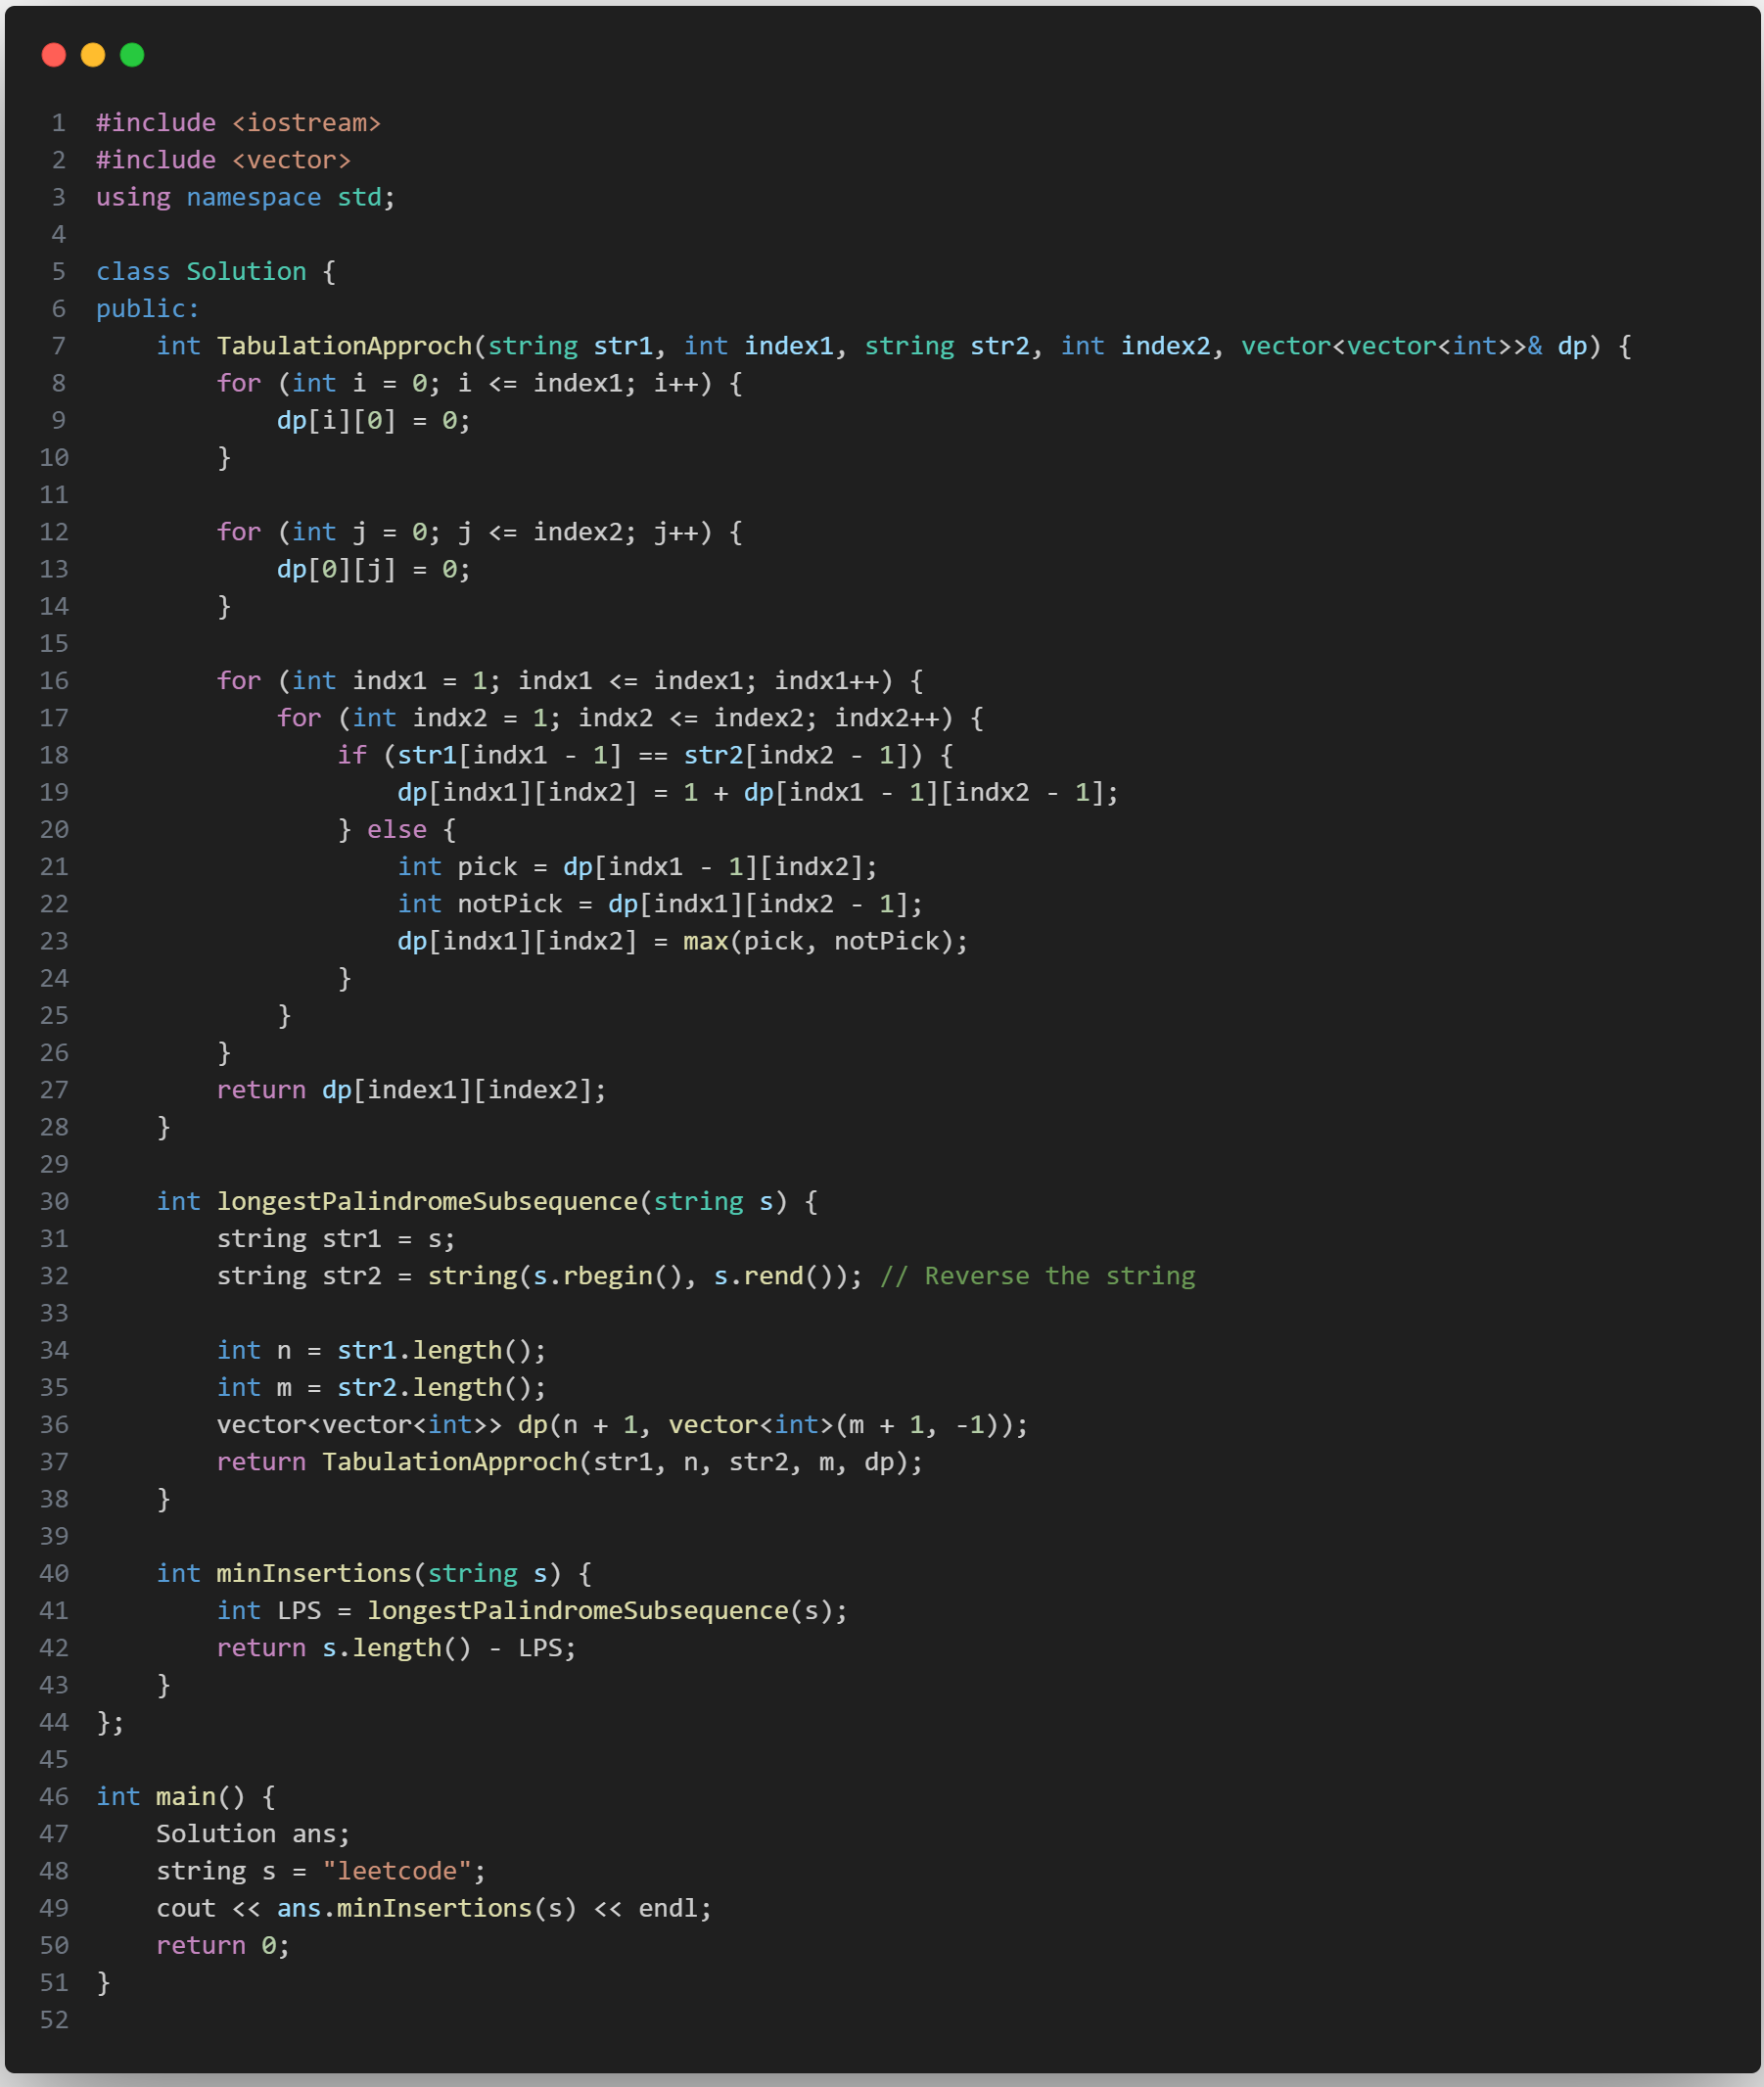 1 #include <iostream>
2 #include <vector>
3 using namespace std;
4
5 class Solution {
6 public:
7     int TabulationApproch(string str1, int index1, string str2, int index2, vector<vector<int>>& dp) {
8         for (int i = 0; i <= index1; i++) {
9             dp[i][0] = 0;
10         }
11
12         for (int j = 0; j <= index2; j++) {
13             dp[0][j] = 0;
14         }
15
16         for (int indx1 = 1; indx1 <= index1; indx1++) {
17             for (int indx2 = 1; indx2 <= index2; indx2++) {
18                 if (str1[indx1 - 1] == str2[indx2 - 1]) {
19                     dp[indx1][indx2] = 1 + dp[indx1 - 1][indx2 - 1];
20                 } else {
21                     int pick = dp[indx1 - 1][indx2];
22                     int notPick = dp[indx1][indx2 - 1];
23                     dp[indx1][indx2] = max(pick, notPick);
24                 }
25             }
26         }
27         return dp[index1][index2];
28     }
29
30     int longestPalindromeSubsequence(string s) {
31         string str1 = s;
32         string str2 = string(s.rbegin(), s.rend()); // Reverse the string
33
34         int n = str1.length();
35         int m = str2.length();
36         vector<vector<int>> dp(n + 1, vector<int>(m + 1, -1));
37         return TabulationApproch(str1, n, str2, m, dp);
38     }
39
40     int minInsertions(string s) {
41         int LPS = longestPalindromeSubsequence(s);
42         return s.length() - LPS;
43     }
44 };
45
46 int main() {
47     Solution ans;
48     string s = "leetcode";
49     cout << ans.minInsertions(s) << endl;
50     return 0;
51 }
52